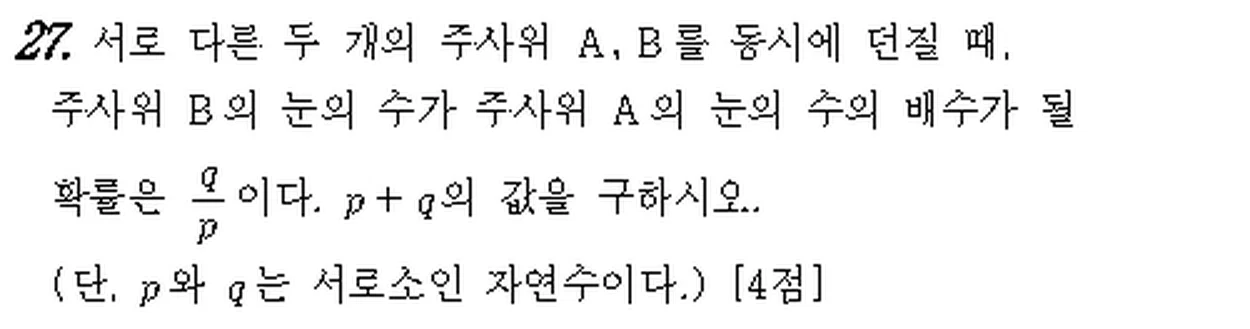 27. 서로 다른 두 개의 주사위 A, B를 동시에 던질 때,
주사위 B의 눈의 수가 주사위 A의 눈의 수의 배수가 될
확률은 q/p이다. p+q의 값을 구하시오.
(단, p와 q는 서로소인 자연수이다.) [4점]